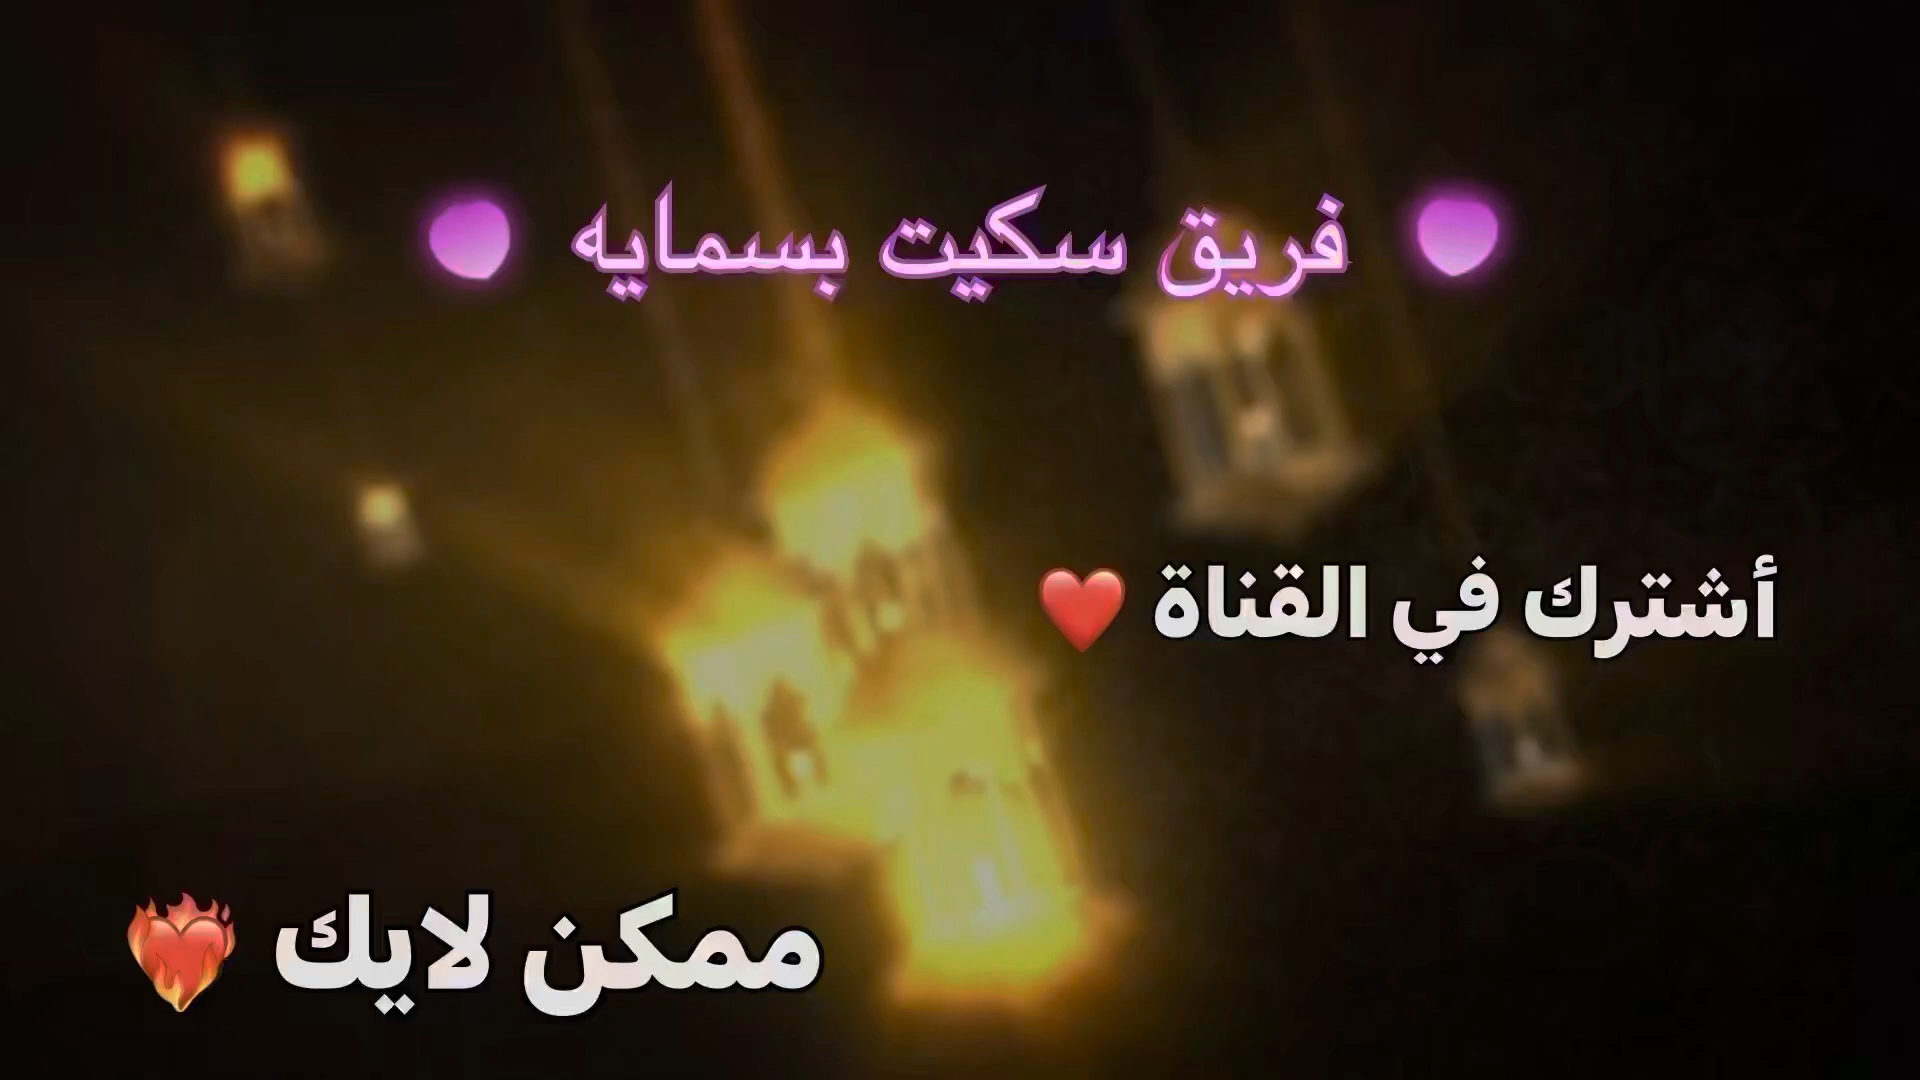 فريق سكيت بسمايه
أشترك في القناة ❤️
ممكن لايك ❤️‍🔥